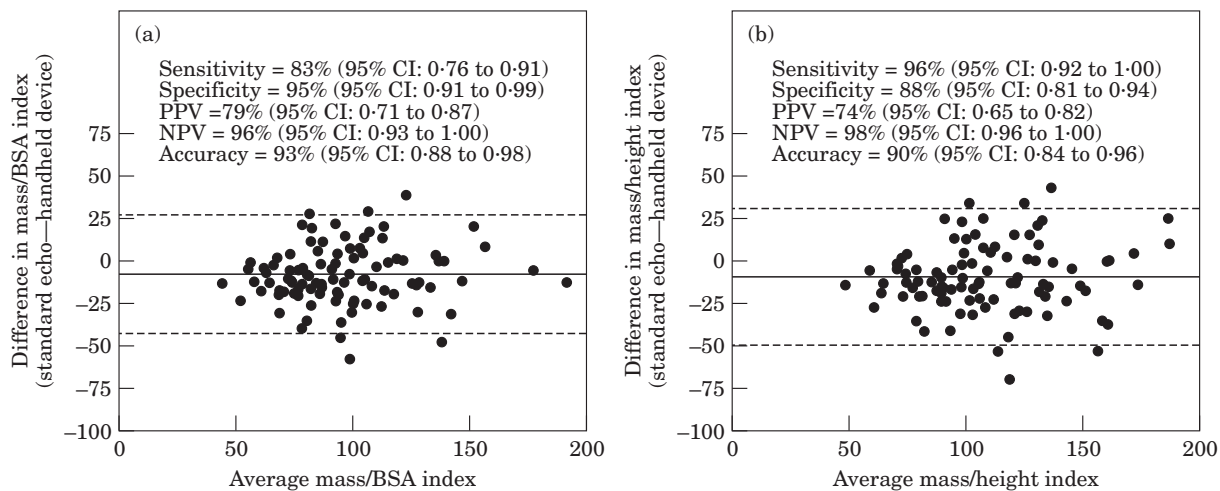 (a)
Sensitivity = 83% (95% CI: 0·76 to 0·91)
Specificity = 95% (95% CI: 0·91 to 0·99)
PPV =79% (95% CI: 0·71 to 0·87)
NPV = 96% (95% CI: 0·93 to 1·00)
Accuracy = 93% (95% CI: 0·88 to 0·98)
Difference in mass/BSA index
(standard echo—handheld device)
75
50
25
0
–25
–50
–75
–100
0 50 100 150 200
Average mass/BSA index
(b)
Sensitivity = 96% (95% CI: 0·92 to 1·00)
Specificity = 88% (95% CI: 0·81 to 0·94)
PPV =74% (95% CI: 0·65 to 0·82)
NPV = 98% (95% CI: 0·96 to 1·00)
Accuracy = 90% (95% CI: 0·84 to 0·96)
Difference in mass/height index
(standard echo—handheld device)
75
50
25
0
–25
–50
–75
–100
0 50 100 150 200
Average mass/height index